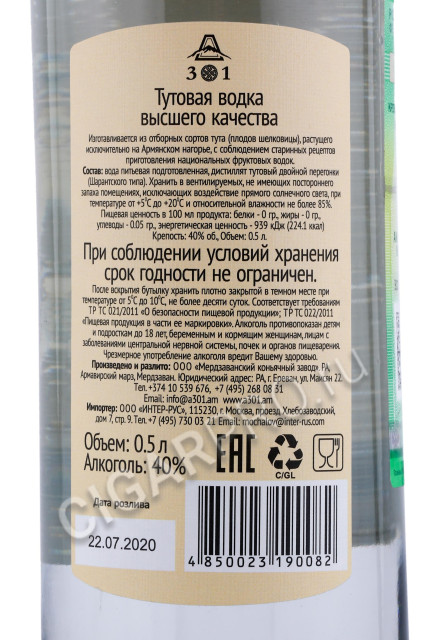 3 1
Тутовая водка
высшего качества
Изготавливается из отборных сортов тута (плодов шелковицы), растущего
исключительно на Армянском нагорье, с соблюдением старинных рецептов
приготовления национальных фруктовых водок.
Состав: вода питьевая подготовленная, дистиллят тутовый двойной перегонки
(Шарантского типа). Хранить в вентилируемых, не имеющих постороннего
запаха помещениях, исключающих воздействие прямого солнечного света, при
температуре от +5°С до +20°С и относительной влажности не более 85%.
Пищевая ценность в 100 мл продукта: белки - 0 гр., жиры - 0 гр.,
углеводы - 0.05 гр., энергетическая ценность - 939 кДж (224.1 ккал)
Крепость: 40% об., Объем: 0.5 л.
При соблюдении условий хранения
срок годности не ограничен.
После вскрытия бутылку хранить плотно закрытой в темном месте при
температуре от 5°С до 10°С, не более десяти суток. Соответствует требованиям
ТР ТС 021/2011 «О безопасности пищевой продукции»; ТР ТС 022/2011
«Пищевая продукция в части ее маркировки». Алкоголь противопоказан детям
и подросткам до 18 лет, беременным и кормящим женщинам, лицам с
заболеваниями центральной нервной системы, почек и органов пищеварения.
Чрезмерное употребление алкоголя вредит Вашему здоровью.
Произведено и разлито: «Мердзаванский коньячный завод». РА,
Армавирский марз, Мердзаван. Юридический адрес: РА, г Ереван, ул. Маисян 22.
Тел. +374 10 539 676, +7 (495) 268 08 31
Email: info@a301.am www.a301.am
Импортер: ООО «ИНТЕР-РУС», 115230, г. Москва, проезд Хлебозаводский,
дом 7, стр. 9. Тел. +7 (495) 730 03 21 Email: mochalov@inter-rus.com
Объем: 0.5 л
Алкоголь: 40%
EAC
C/GL
Дата розлива
22.07.2020
4 850023 190082
CIGARPRO.RU